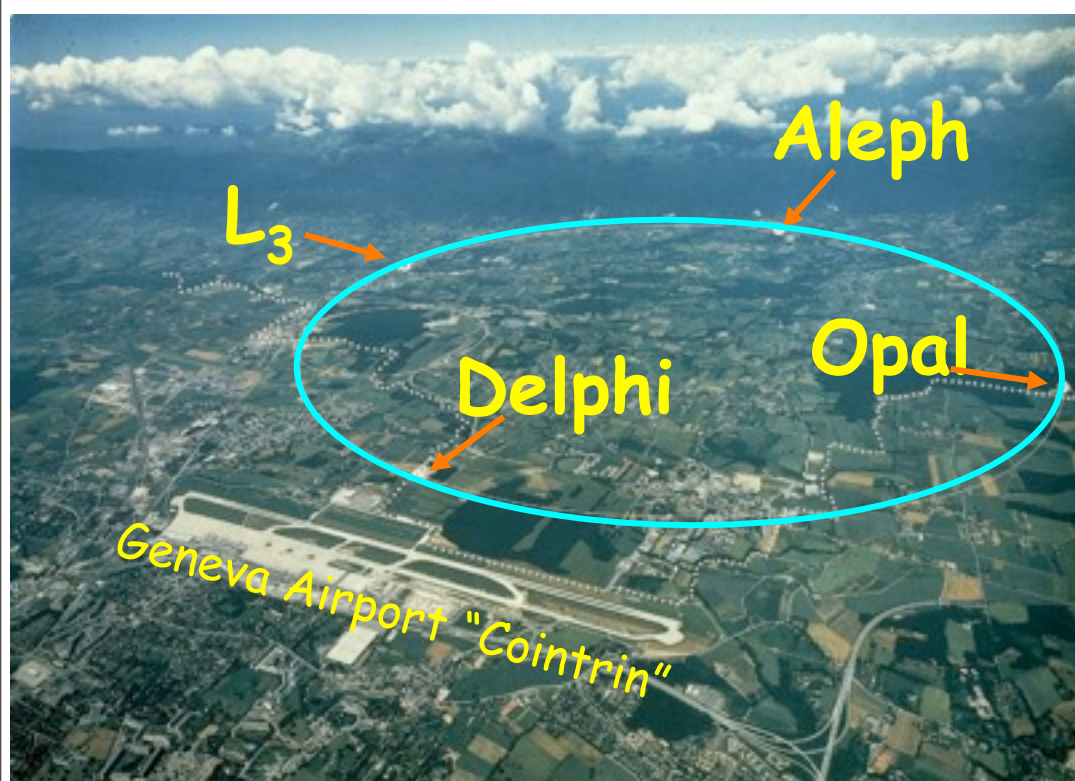 Aleph
L3
Opal
Delphi
Geneva Airport “Cointrin”